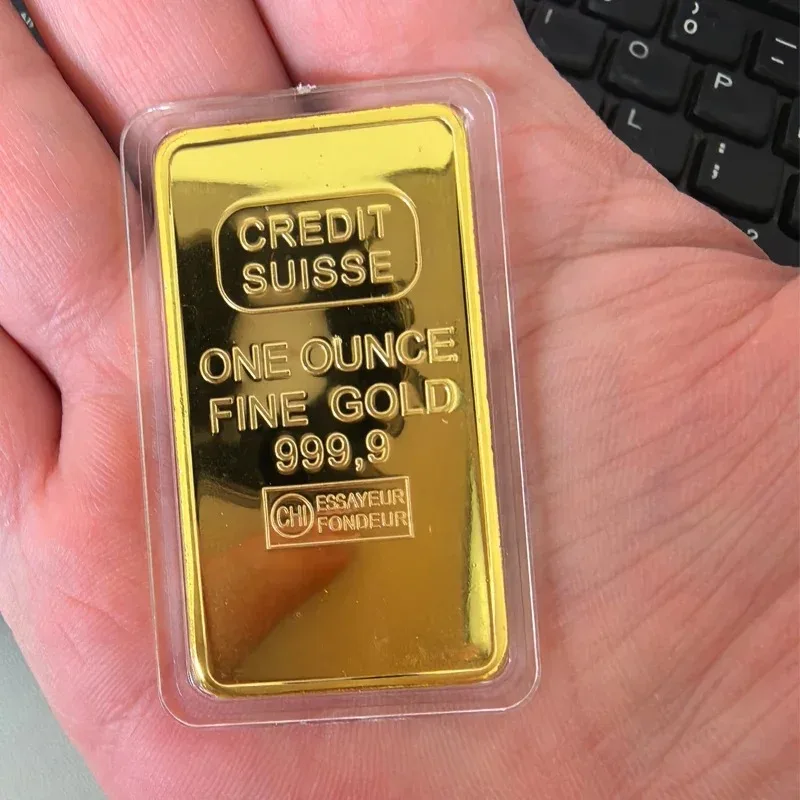 CREDIT
SUISSE
ONE OUNCE
FINE GOLD
999,9
CHI ESSAYEUR
FONDEUR
I
O
P
L